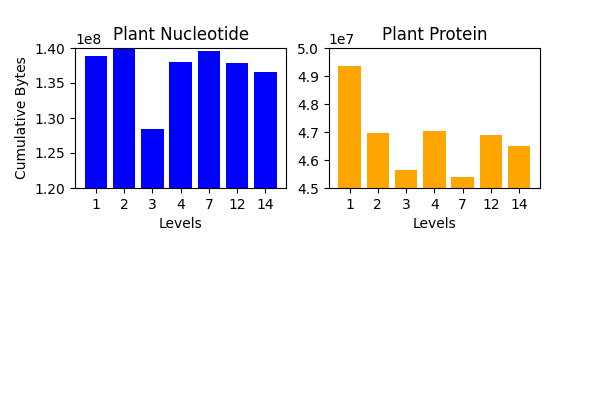 Plant Nucleotide
1e8
Cumulative Bytes
1.40
1.35
1.30
1.25
1.20
1 2 3 4 7 12 14
Levels
Plant Protein
1e7
5.0
4.9
4.8
4.7
4.6
4.5
1 2 3 4 7 12 14
Levels